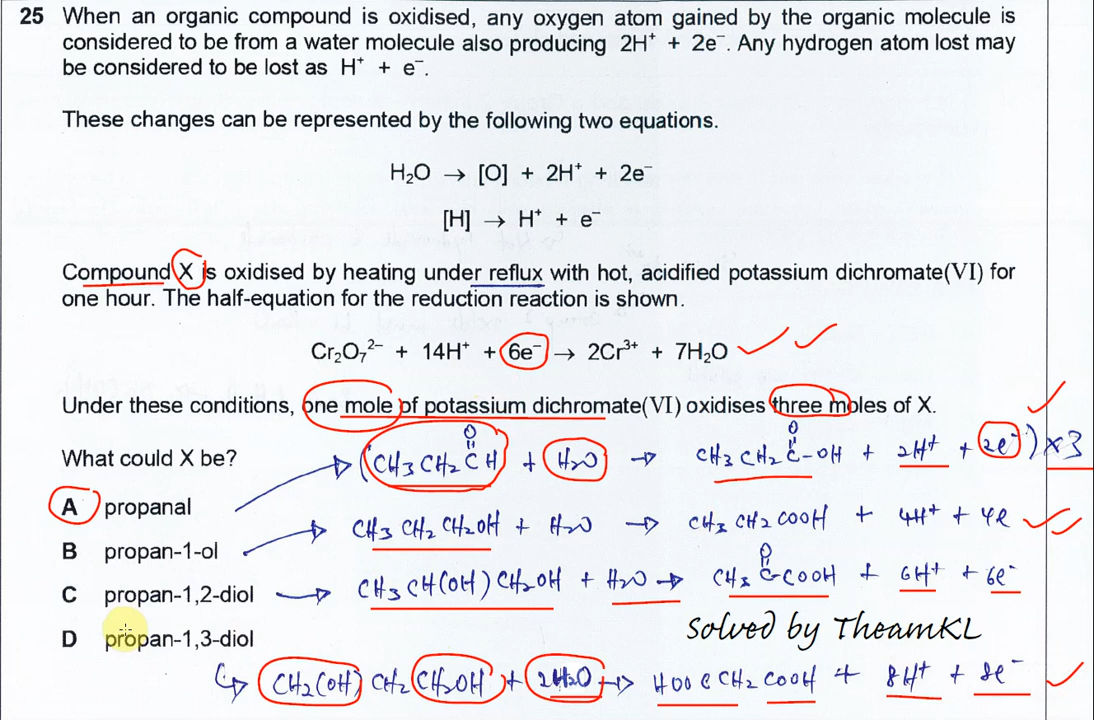 25 When an organic compound is oxidised, any oxygen atom gained by the organic molecule is
considered to be from a water molecule also producing 2H⁺ + 2e⁻. Any hydrogen atom lost may
be considered to be lost as H⁺ + e⁻.
These changes can be represented by the following two equations.
H₂O → [O] + 2H⁺ + 2e⁻
[H] → H⁺ + e⁻
Compound X is oxidised by heating under reflux with hot, acidified potassium dichromate(VI) for
one hour. The half-equation for the reduction reaction is shown.
Cr₂O₇²⁻ + 14H⁺ + 6e⁻ → 2Cr³⁺ + 7H₂O
Under these conditions, one mole of potassium dichromate(VI) oxidises three moles of X.
What could X be?
(CH₃CH₂C(=O)H + H₂O → CH₃CH₂C(=O)-OH + 2H⁺ + 2e⁻) ×3
A propanal
CH₃CH₂CH₂OH + H₂O → CH₃CH₂COOH + 4H⁺ + 4e
B propan-1-ol
CH₃CH(OH)CH₂OH + H₂O → CH₃C(=O)-COOH + 6H⁺ + 6e⁻
C propan-1,2-diol
Solved by TheamKL
D propan-1,3-diol
CH₂(OH)CH₂CH₂OH + 2H₂O → HOOCCH₂COOH + 8H⁺ + 8e⁻